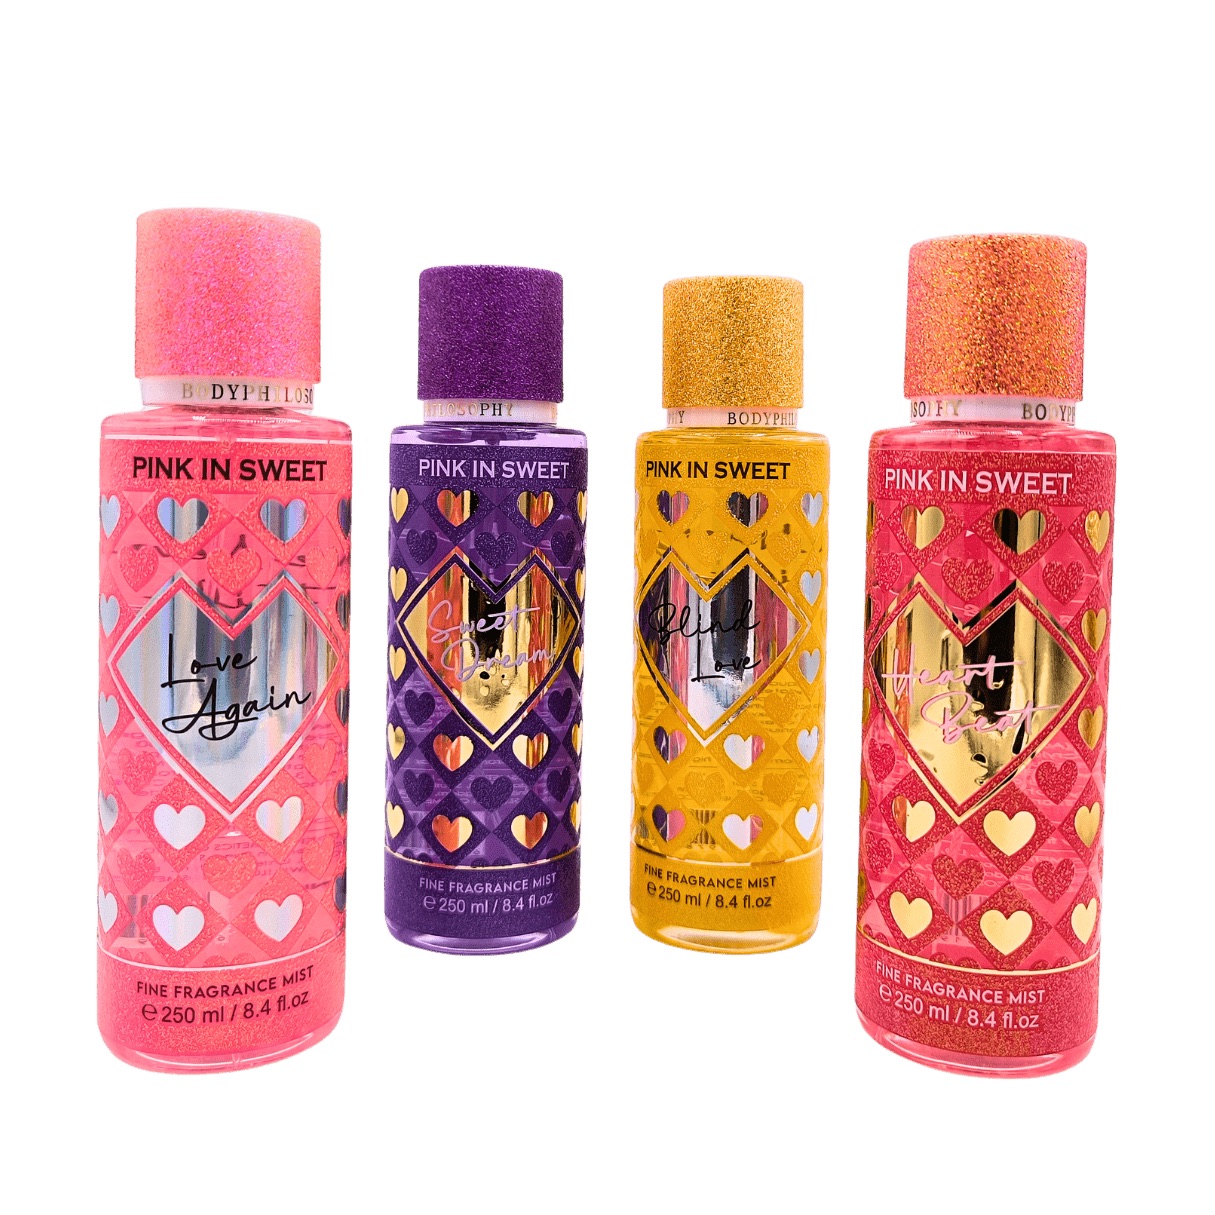 BODYPHILOSO
PINK IN SWEET
Love
Again
FINE FRAGRANCE MIST
℮ 250 ml / 8.4 fl.oz
PHILOSOPHY
PINK IN SWEET
Sweet
Dream
FINE FRAGRANCE MIST
℮ 250 ml / 8.4 fl.oz
PHY BODYPHIL
PINK IN SWEET
Blind
Love
FINE FRAGRANCE MIST
℮ 250 ml / 8.4 fl.oz
SOPHY BODYP
PINK IN SWEET
Heart
Beat
FINE FRAGRANCE MIST
℮ 250 ml / 8.4 fl.oz